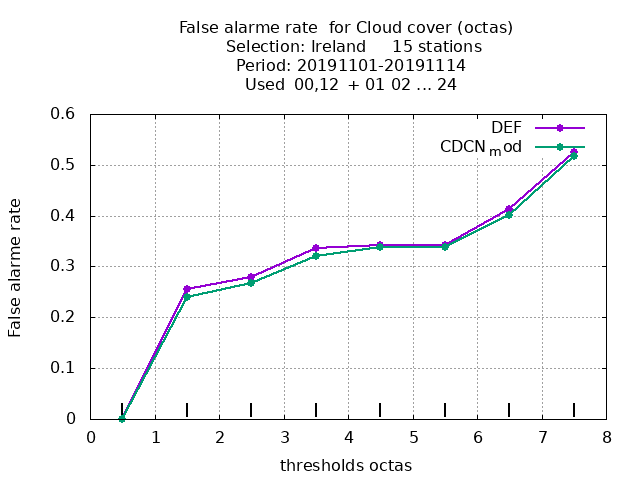 False alarme rate  for Cloud cover (octas)
Selection: Ireland     15 stations
Period: 20191101-20191114
Used  00,12  + 01 02 ... 24
DEF
CDCNmod
0.6
0.5
0.4
0.3
0.2
0.1
0
False alarme rate
0 1 2 3 4 5 6 7 8
thresholds octas